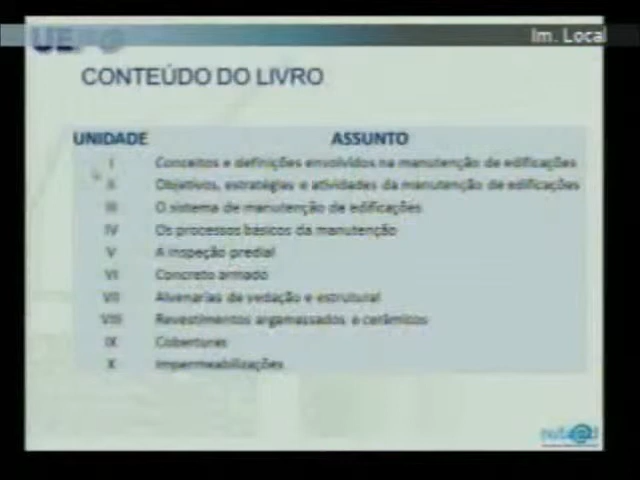 UEPG
Im. Local
CONTEÚDO DO LIVRO
UNIDADE ASSUNTO
I Conceitos e definições envolvidos na manutenção de edificações
II Objetivos, estratégias e atividades da manutenção de edificações
III O sistema de manutenção de edificações
IV Os processos básicos da manutenção
V A inspeção predial
VI Concreto armado
VII Alvenarias de vedação e estrutural
VIII Revestimentos argamassados e cerâmicos
IX Coberturas
X Impermeabilizações